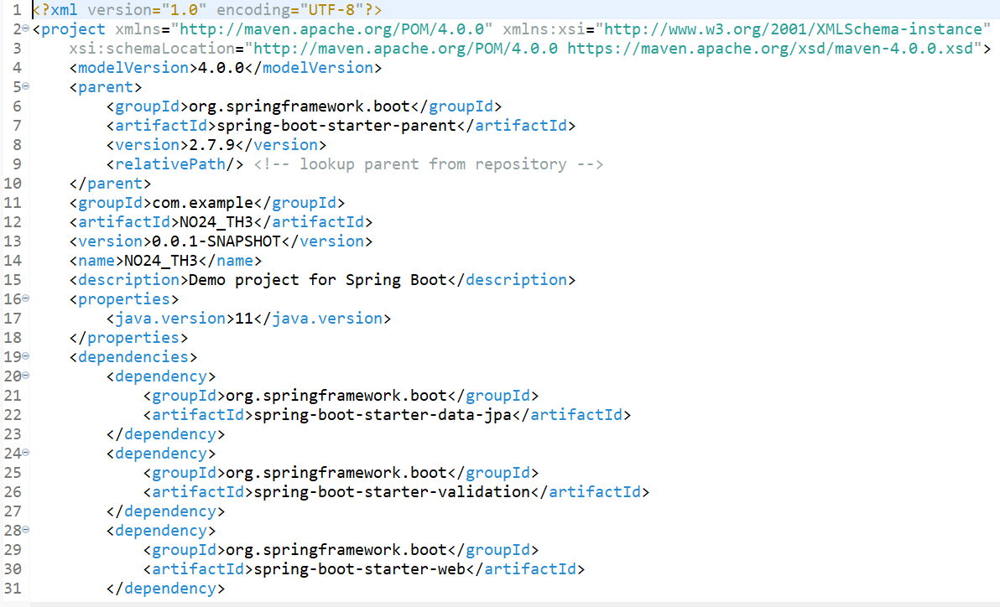 1 <?xml version="1.0" encoding="UTF-8"?>
2 <project xmlns="http://maven.apache.org/POM/4.0.0" xmlns:xsi="http://www.w3.org/2001/XMLSchema-instance"
3     xsi:schemaLocation="http://maven.apache.org/POM/4.0.0 https://maven.apache.org/xsd/maven-4.0.0.xsd">
4     <modelVersion>4.0.0</modelVersion>
5     <parent>
6         <groupId>org.springframework.boot</groupId>
7         <artifactId>spring-boot-starter-parent</artifactId>
8         <version>2.7.9</version>
9         <relativePath/> <!-- lookup parent from repository -->
10     </parent>
11     <groupId>com.example</groupId>
12     <artifactId>NO24_TH3</artifactId>
13     <version>0.0.1-SNAPSHOT</version>
14     <name>NO24_TH3</name>
15     <description>Demo project for Spring Boot</description>
16     <properties>
17         <java.version>11</java.version>
18     </properties>
19     <dependencies>
20         <dependency>
21             <groupId>org.springframework.boot</groupId>
22             <artifactId>spring-boot-starter-data-jpa</artifactId>
23         </dependency>
24         <dependency>
25             <groupId>org.springframework.boot</groupId>
26             <artifactId>spring-boot-starter-validation</artifactId>
27         </dependency>
28         <dependency>
29             <groupId>org.springframework.boot</groupId>
30             <artifactId>spring-boot-starter-web</artifactId>
31         </dependency>